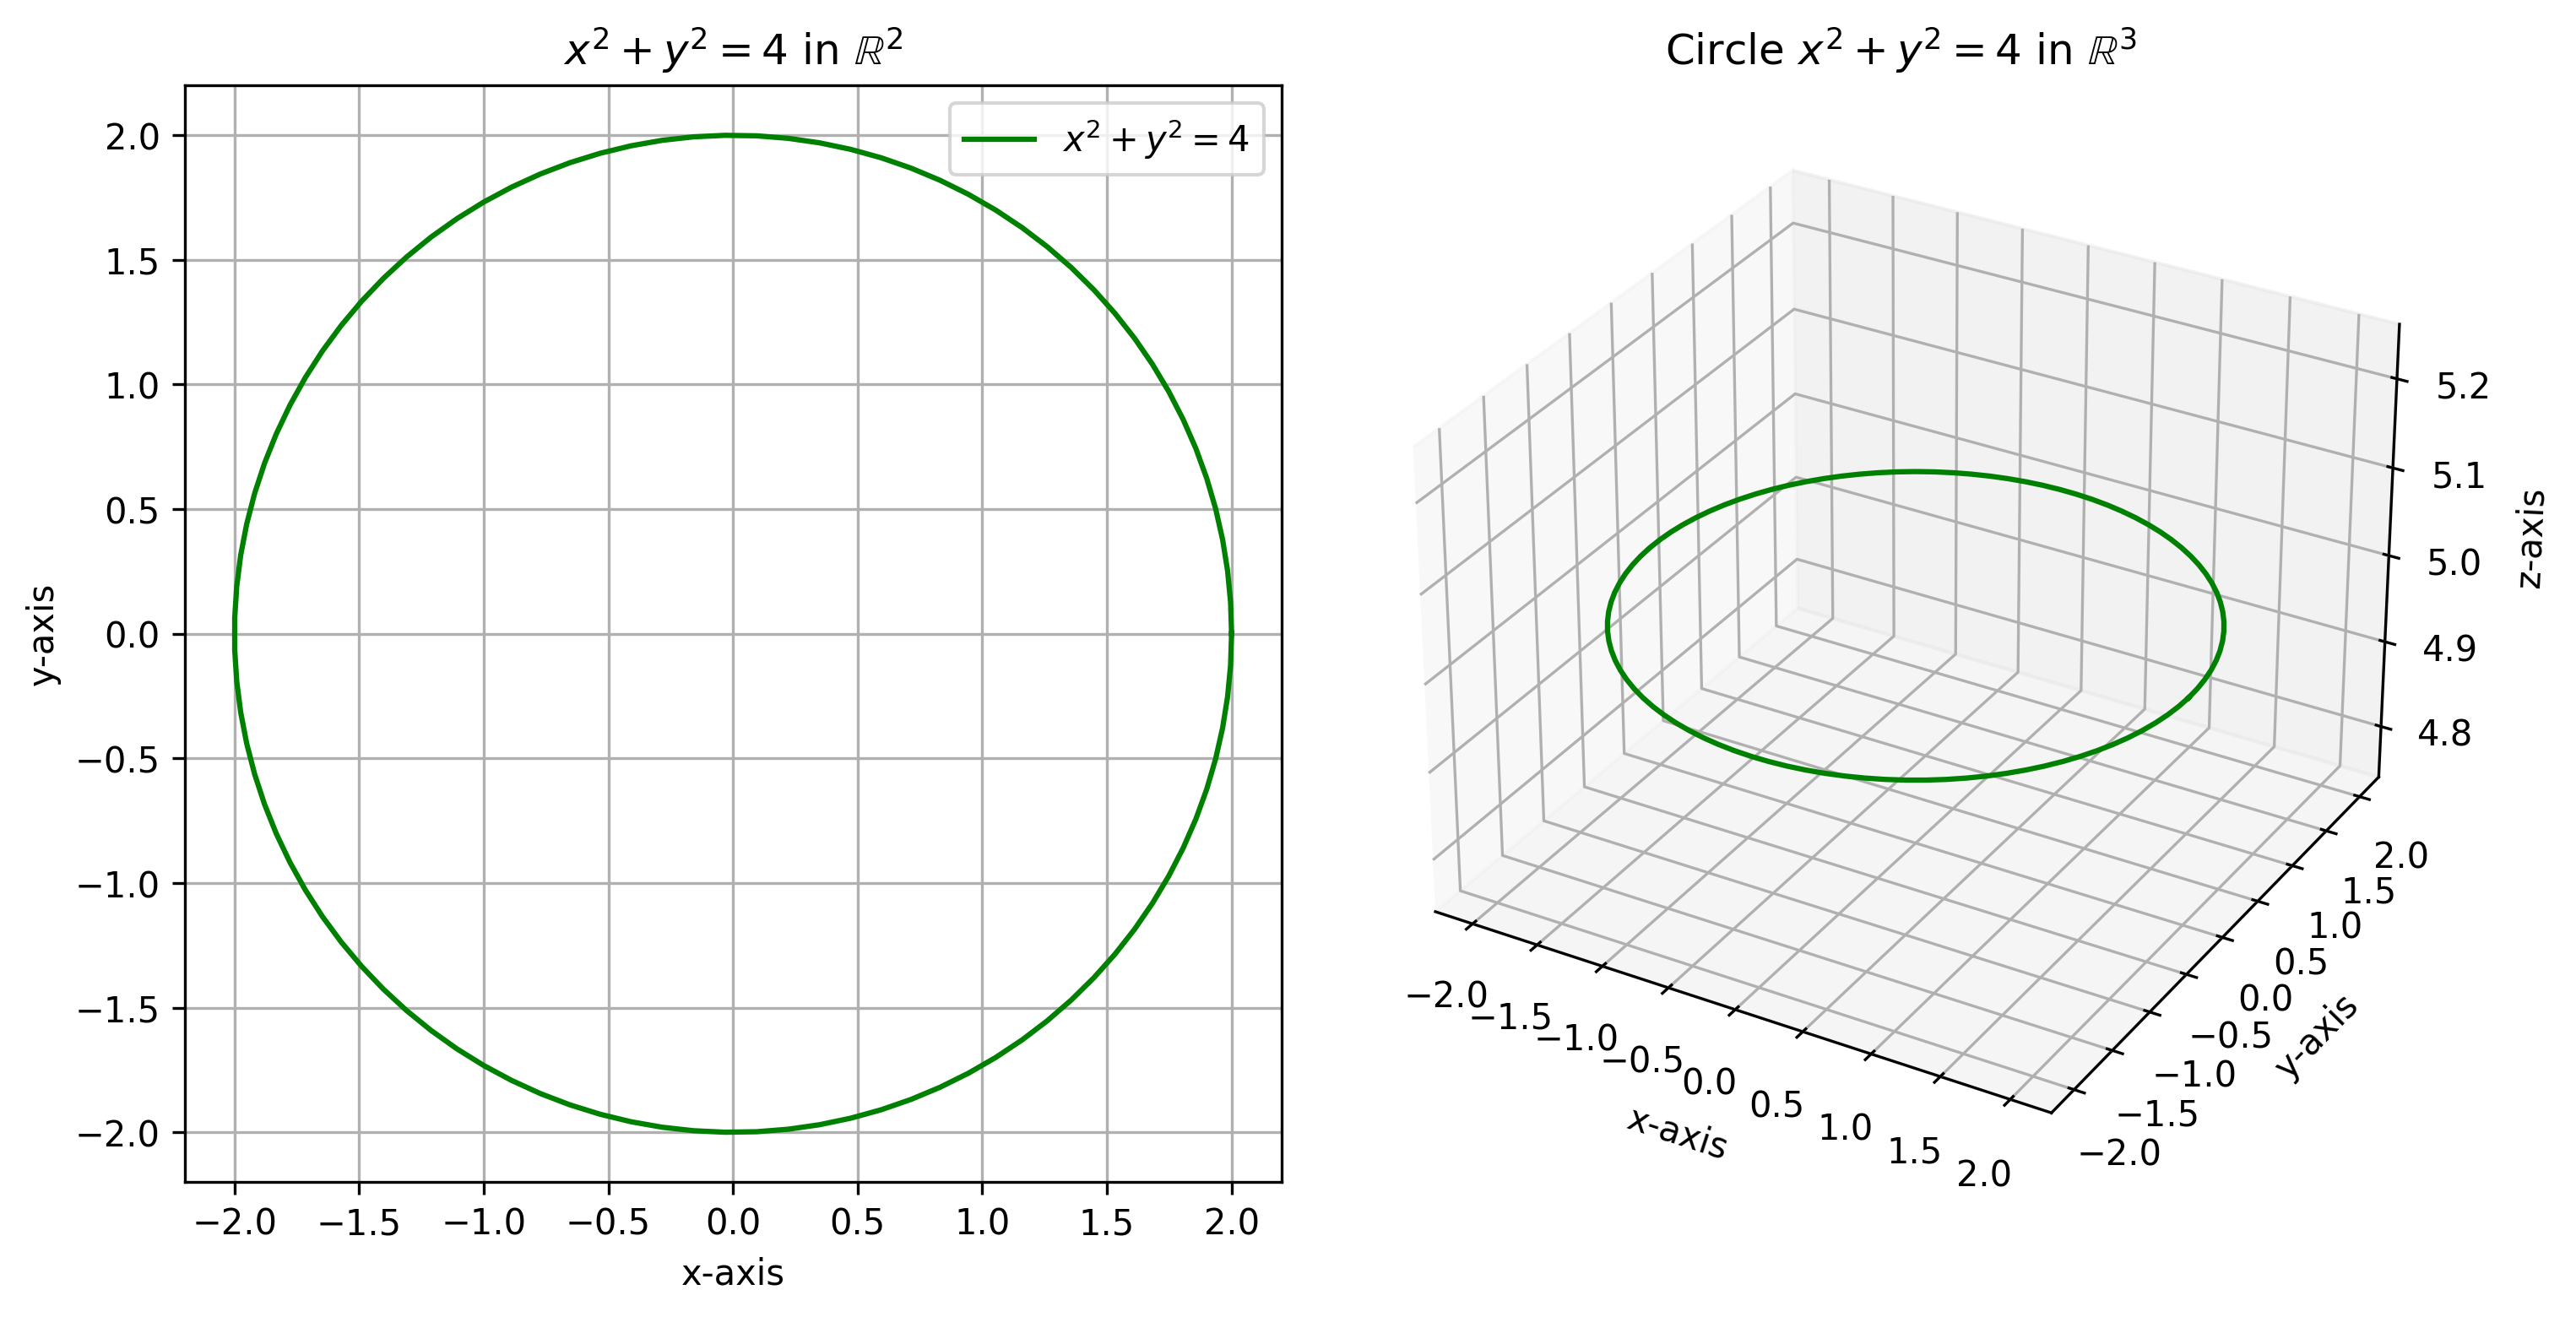 x² + y² = 4 in ℝ²
x² + y² = 4
2.0
1.5
1.0
0.5
0.0
−0.5
−1.0
−1.5
−2.0
y-axis
−2.0 −1.5 −1.0 −0.5 0.0 0.5 1.0 1.5 2.0
x-axis
Circle x² + y² = 4 in ℝ³
5.2
5.1
5.0
4.9
4.8
z-axis
2.0
1.5
1.0
0.5
0.0
−0.5
−1.0
−1.5
−2.0
y-axis
−2.0 −1.5 −1.0 −0.5 0.0 0.5 1.0 1.5 2.0
x-axis